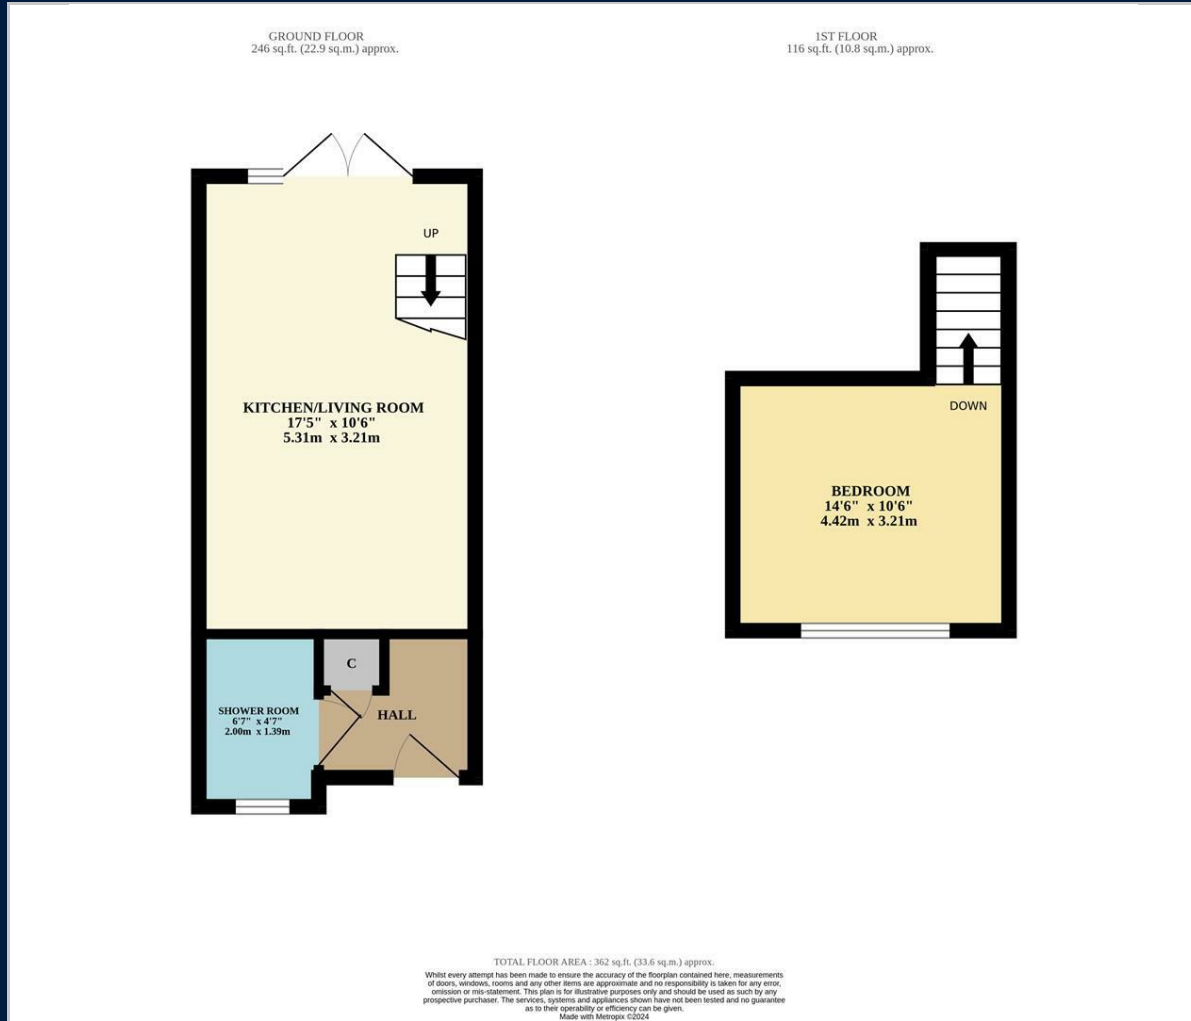 GROUND FLOOR
246 sq.ft. (22.9 sq.m.) approx.
1ST FLOOR
116 sq.ft. (10.8 sq.m.) approx.
UP
KITCHEN/LIVING ROOM
17'5" x 10'6"
5.31m x 3.21m
DOWN
BEDROOM
14'6" x 10'6"
4.42m x 3.21m
C
SHOWER ROOM
6'7" x 4'7"
2.00m x 1.39m
HALL
TOTAL FLOOR AREA : 362 sq.ft. (33.6 sq.m.) approx.
Whilst every attempt has been made to ensure the accuracy of the floorplan contained here, measurements
of doors, windows, rooms and any other items are approximate and no responsibility is taken for any error,
omission or mis-statement. This plan is for illustrative purposes only and should be used as such by any
prospective purchaser. The services, systems and appliances shown have not been tested and no guarantee
as to their operability or efficiency can be given.
Made with Metropix ©2024